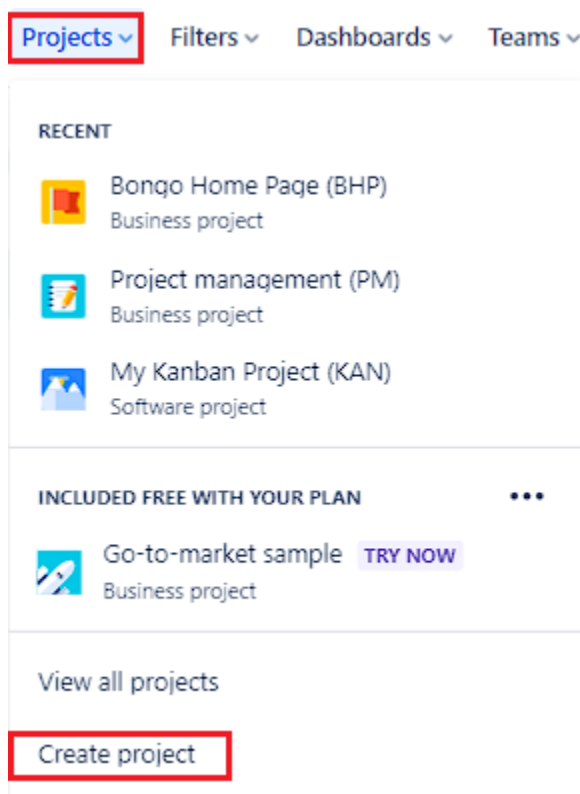 Projects Filters Dashboards Teams
RECENT
Bongo Home Page (BHP)
Business project
Project management (PM)
Business project
My Kanban Project (KAN)
Software project
INCLUDED FREE WITH YOUR PLAN
Go-to-market sample TRY NOW
Business project
View all projects
Create project